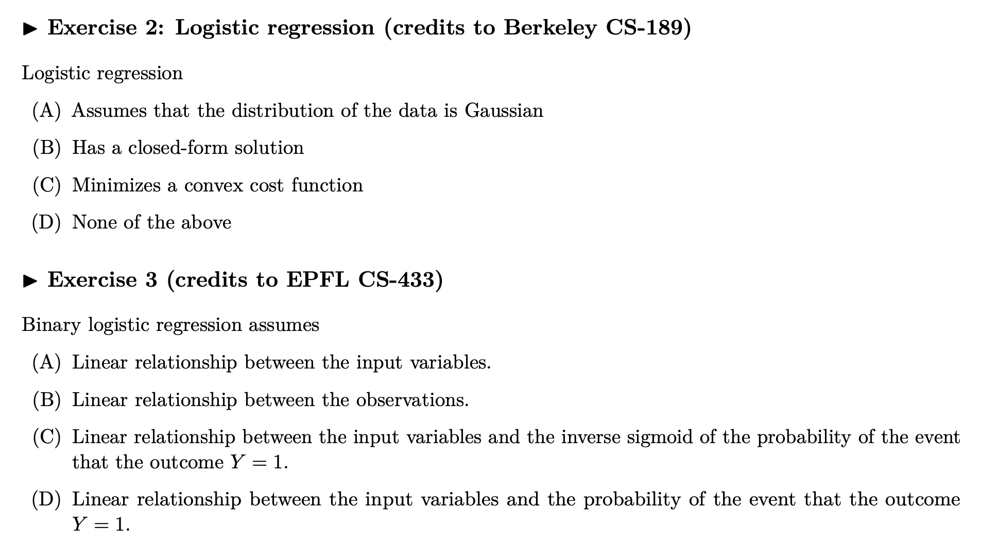 ▶ Exercise 2: Logistic regression (credits to Berkeley CS-189)
Logistic regression
(A) Assumes that the distribution of the data is Gaussian
(B) Has a closed-form solution
(C) Minimizes a convex cost function
(D) None of the above
▶ Exercise 3 (credits to EPFL CS-433)
Binary logistic regression assumes
(A) Linear relationship between the input variables.
(B) Linear relationship between the observations.
(C) Linear relationship between the input variables and the inverse sigmoid of the probability of the event
that the outcome Y = 1.
(D) Linear relationship between the input variables and the probability of the event that the outcome
Y = 1.